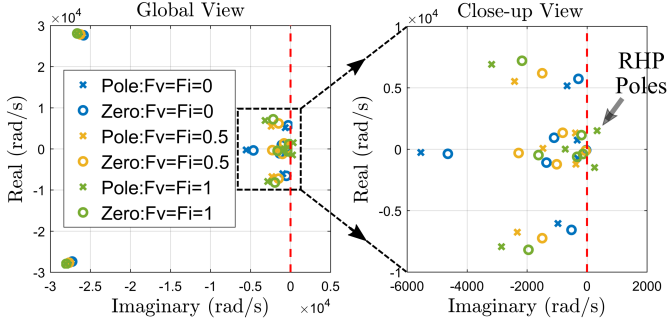 Global View
Close-up View
×10⁴
×10⁴
3
2
1
0
-1
-2
-3
Real (rad/s)
Pole:Fv=Fi=0
Zero:Fv=Fi=0
Pole:Fv=Fi=0.5
Zero:Fv=Fi=0.5
Pole:Fv=Fi=1
Zero:Fv=Fi=1
-3
-2.5
-2
-1.5
-1
-0.5
0
0.5
Imaginary (rad/s)
×10⁴
1
0.5
0
-0.5
-1
Real (rad/s)
RHP
Poles
-6000
-4000
-2000
0
2000
4000
Imaginary (rad/s)